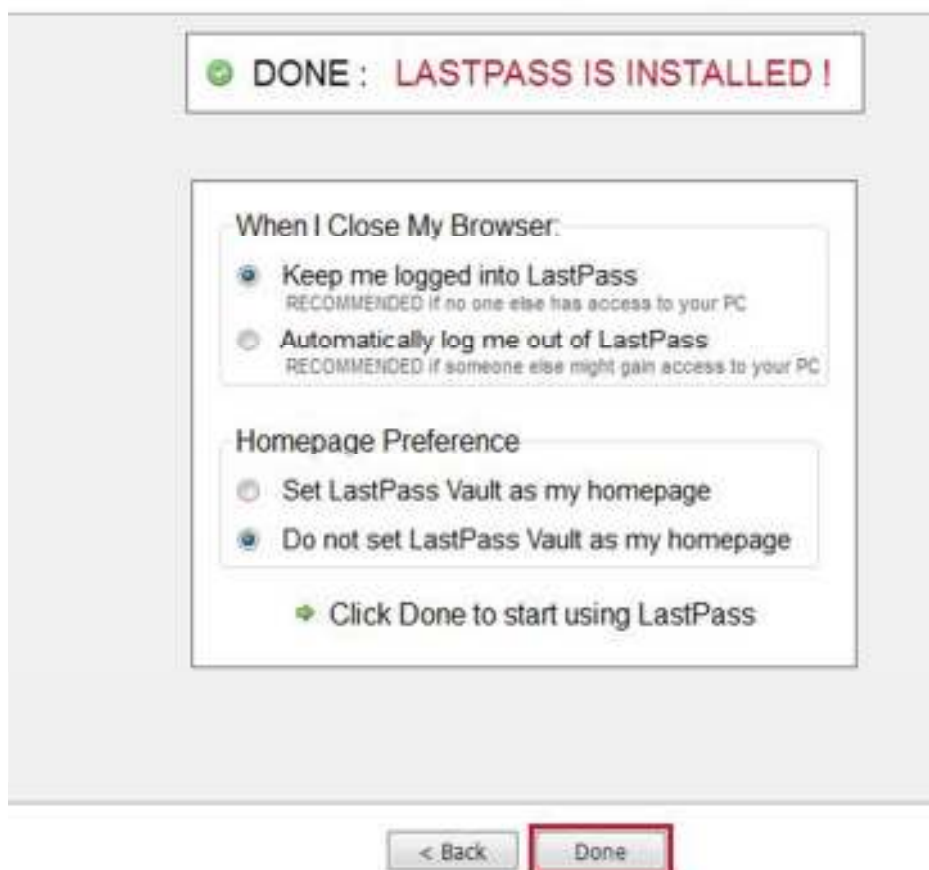 DONE : LASTPASS IS INSTALLED !
When I Close My Browser:
Keep me logged into LastPass
RECOMMENDED if no one else has access to your PC
Automatically log me out of LastPass
RECOMMENDED if someone else might gain access to your PC
Homepage Preference
Set LastPass Vault as my homepage
Do not set LastPass Vault as my homepage
Click Done to start using LastPass
< Back Done